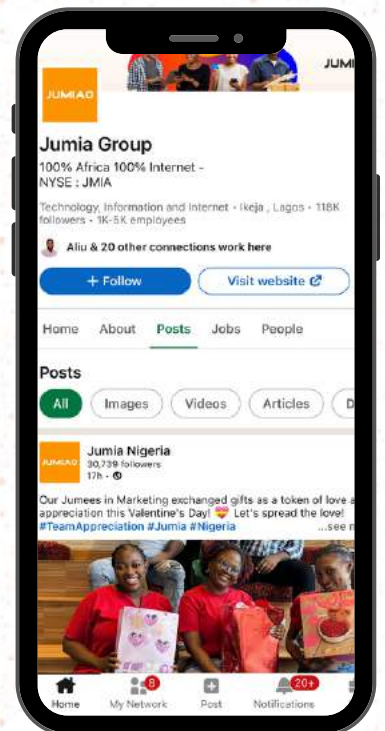 JUMI
JUMIA
Jumia Group
100% Africa 100% Internet -
NYSE : JMIA
Technology, Information and Internet • Ikeja , Lagos • 118K
followers • 1K-5K employees
Aliu & 20 other connections work here
+ Follow
Visit website
Home About Posts Jobs People
Posts
All Images Videos Articles D
JUMIA
Jumia Nigeria
30,739 followers
17h •
Our Jumees in Marketing exchanged gifts as a token of love a
appreciation this Valentine's Day! 💝 Let's spread the love!
#TeamAppreciation #Jumia #Nigeria ...see m
8 20+
Home My Network Post Notifications